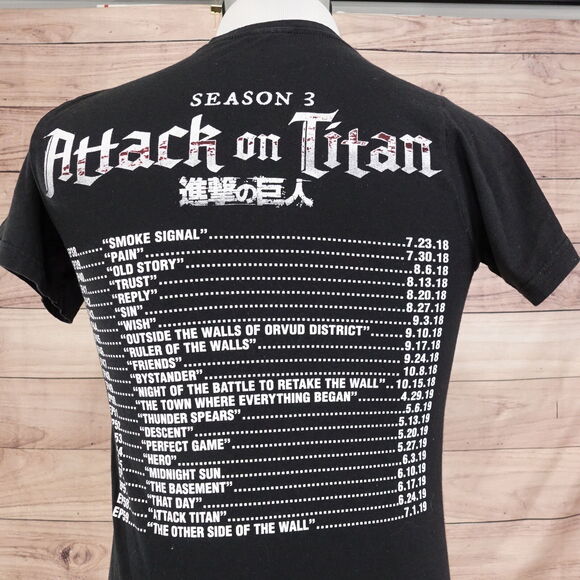 SEASON 3
Attack on Titan
進撃の巨人
"SMOKE SIGNAL" 7.23.18
"PAIN" 7.30.18
"OLD STORY" 8.6.18
"TRUST" 8.13.18
"REPLY" 8.20.18
"SIN" 8.27.18
"WISH" 9.3.18
"OUTSIDE THE WALLS OF ORVUD DISTRICT" 9.10.18
"RULER OF THE WALLS" 9.17.18
"FRIENDS" 9.24.18
"BYSTANDER" 10.8.18
"NIGHT OF THE BATTLE TO RETAKE THE WALL" 10.15.18
"THE TOWN WHERE EVERYTHING BEGAN" 4.29.19
"THUNDER SPEARS" 5.6.19
"DESCENT" 5.13.19
"PERFECT GAME" 5.20.19
"HERO" 5.27.19
"MIDNIGHT SUN 6.3.19
"THE BASEMENT" 6.10.19
"THAT DAY" 6.17.19
"ATTACK TITAN" 6.24.19
"THE OTHER SIDE OF THE WALL" 7.1.19